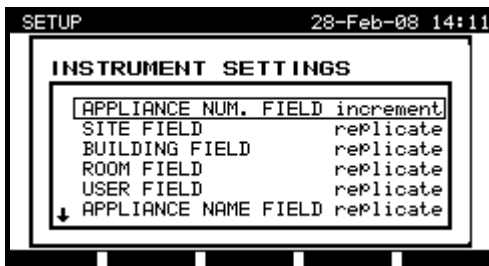 SETUP 28-Feb-08 14:11
INSTRUMENT SETTINGS
APPLIANCE NUM. FIELD increment
SITE FIELD replicate
BUILDING FIELD replicate
ROOM FIELD replicate
USER FIELD replicate
APPLIANCE NAME FIELD replicate